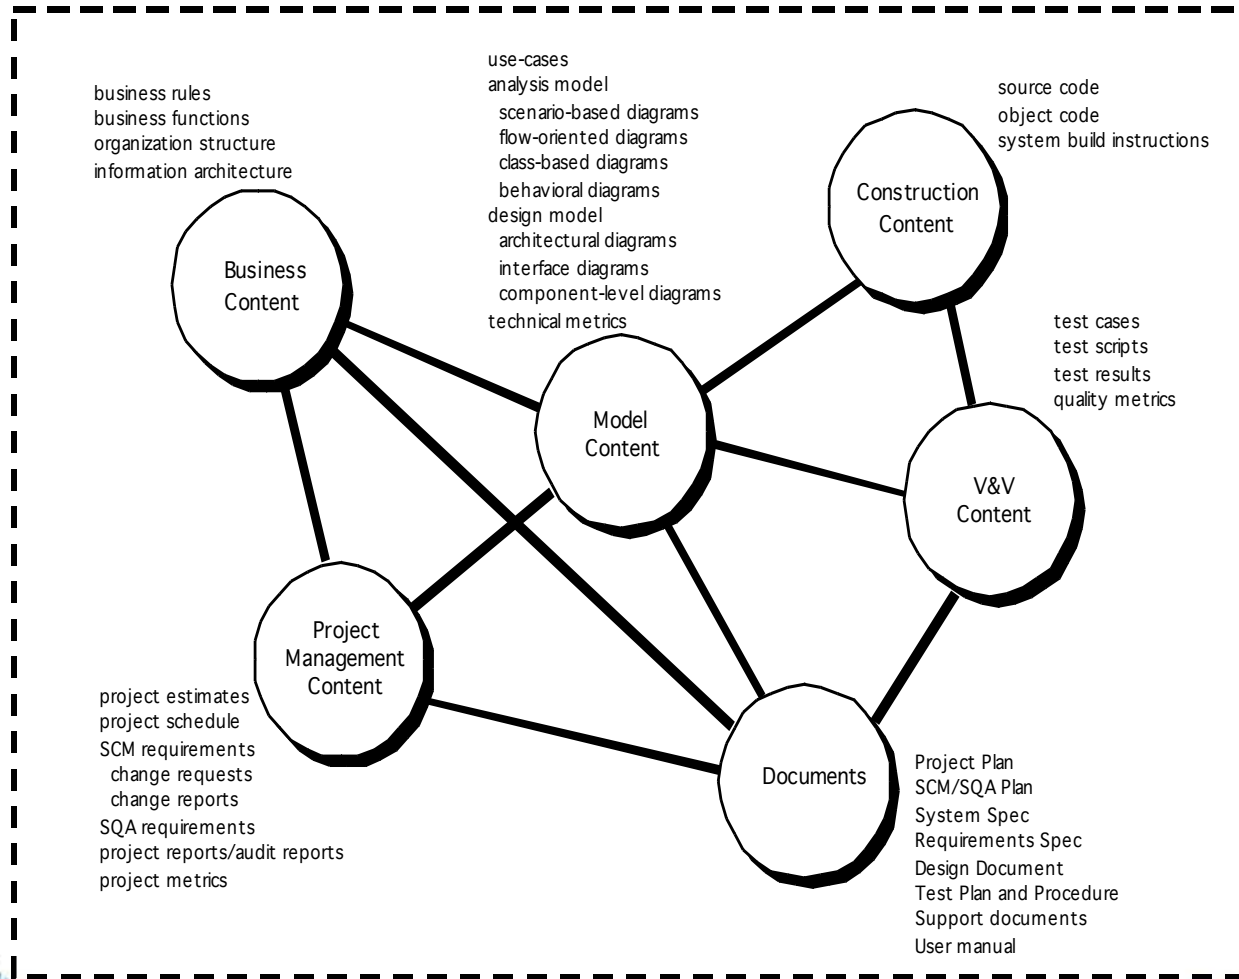 business rules
business functions
organization structure
information architecture
use-cases
analysis model
scenario-based diagrams
flow-oriented diagrams
class-based diagrams
behavioral diagrams
design model
architectural diagrams
interface diagrams
component-level diagrams
technical metrics
source code
object code
system build instructions
Construction
Content
Business
Content
test cases
test scripts
test results
quality metrics
Model
Content
V&V
Content
Project
Management
Content
project estimates
project schedule
SCM requirements
change requests
change reports
SQA requirements
project reports/audit reports
project metrics
Documents
Project Plan
SCM/SQA Plan
System Spec
Requirements Spec
Design Document
Test Plan and Procedure
Support documents
User manual